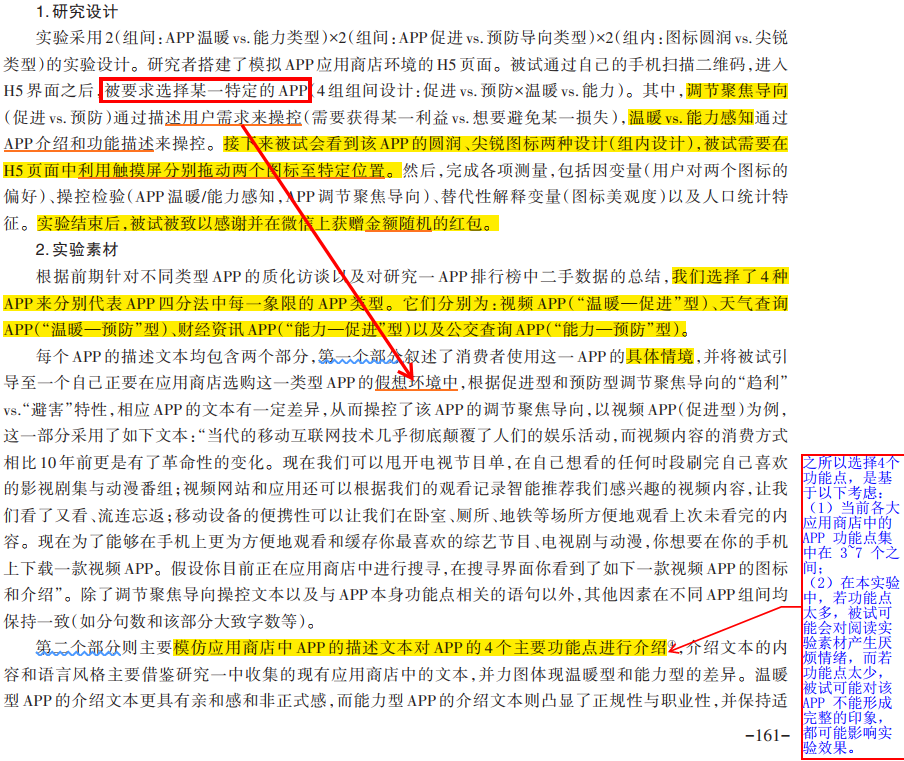 1.研究设计
实验采用2(组间:APP温暖vs.能力类型)×2(组间:APP促进vs.预防导向类型)×2(组内:图标圆润vs.尖锐
类型)的实验设计。研究者搭建了模拟APP应用商店环境的H5页面。被试通过自己的手机扫描二维码,进入
H5界面之后,被要求选择某一特定的APP(4组组间设计:促进vs.预防×温暖vs.能力)。其中,调节聚焦导向
(促进vs.预防)通过描述用户需求来操控(需要获得某一利益vs.想要避免某一损失),温暖vs.能力感知通过
APP介绍和功能描述来操控。接下来被试会看到该APP的圆润、尖锐图标两种设计(组内设计),被试需要在
H5页面中利用触摸屏分别拖动两个图标至特定位置。然后,完成各项测量,包括因变量(用户对两个图标的
偏好)、操控检验(APP温暖/能力感知,APP调节聚焦导向)、替代性解释变量(图标美观度)以及人口统计特
征。实验结束后,被试被致以感谢并在微信上获赠金额随机的红包。
2.实验素材
根据前期针对不同类型APP的质化访谈以及对研究一APP排行榜中二手数据的总结,我们选择了4种
APP来分别代表APP四分法中每一象限的APP类型。它们分别为:视频APP(“温暖—促进”型)、天气查询
APP(“温暖—预防”型)、财经资讯APP(“能力—促进”型)以及公交查询APP(“能力—预防”型)。
每个APP的描述文本均包含两个部分,第一个部分叙述了消费者使用这一APP的具体情境,并将被试引
导至一个自己正要在应用商店选购这一类型APP的假想环境中,根据促进型和预防型调节聚焦导向的“趋利”
vs.“避害”特性,相应APP的文本有一定差异,从而操控了该APP的调节聚焦导向,以视频APP(促进型)为例,
这一部分采用了如下文本:“当代的移动互联网技术几乎彻底颠覆了人们的娱乐活动,而视频内容的消费方式
相比10年前更是有了革命性的变化。现在我们可以甩开电视节目单,在自己想看的任何时段刷完自己喜欢
的影视剧集与动漫番组;视频网站和应用还可以根据我们的观看记录智能推荐我们感兴趣的视频内容,让我
们看了又看、流连忘返;移动设备的便携性可以让我们在卧室、厕所、地铁等场所方便地观看上次未看完的内
容。现在为了能够在手机上更为方便地观看和缓存你最喜欢的综艺节目、电视剧与动漫,你想要在你的手机
上下载一款视频APP。假设你目前正在应用商店中进行搜寻,在搜寻界面你看到了如下一款视频APP的图标
和介绍”。除了调节聚焦导向操控文本以及与APP本身功能点相关的语句以外,其他因素在不同APP组间均
保持一致(如分句数和该部分大致字数等)。
第二个部分则主要模仿应用商店中APP的描述文本对APP的4个主要功能点进行介绍,介绍文本的内
容和语言风格主要借鉴研究一中收集的现有应用商店中的文本,并力图体现温暖型和能力型的差异。温暖
型APP的介绍文本更具有亲和感和非正式感,而能力型APP的介绍文本则凸显了正规性与职业性,并保持适
–161–
之所以选择4个
功能点，是基
于以下考虑：
（1）当前各大
应用商店中的
APP 功能点集
中在 3~7 个之
间；
（2）在本实验
中，若功能点
太多，被试可
能会对阅读实
验素材产生厌
烦情绪，而若
功能点太少，
被试可能对该
APP 不能形成
完整的印象，
都可能影响实
验效果。